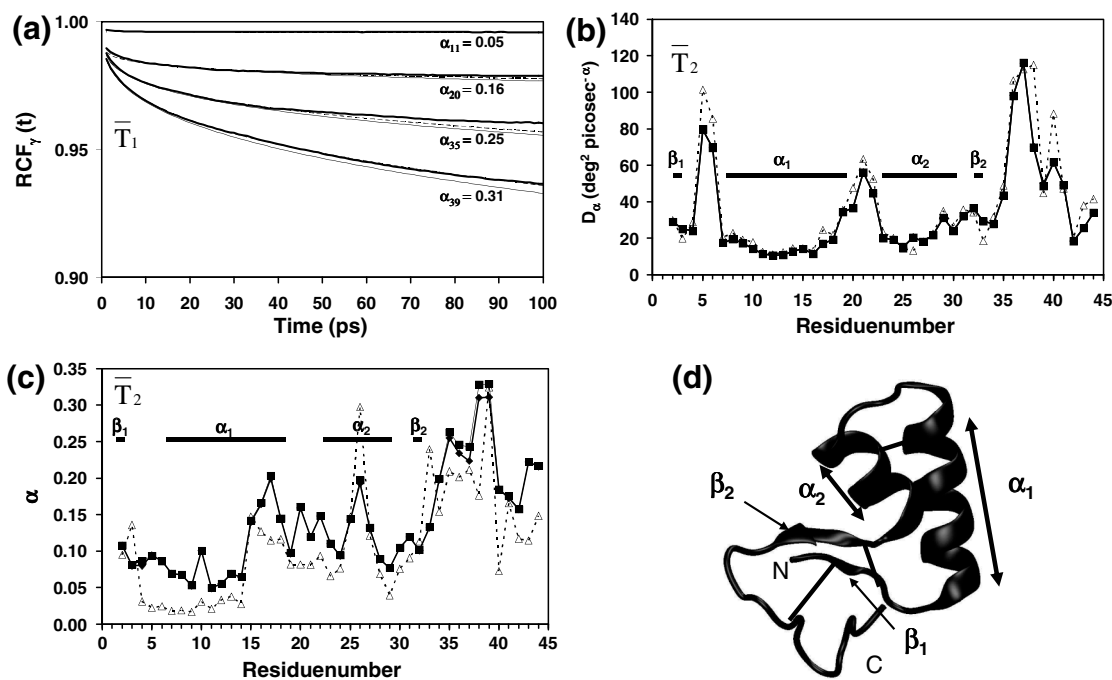 (a)
1.00
0.95
0.90
RCFγ (t)
T̅1
α11 = 0.05
α20 = 0.16
α35 = 0.25
α39 = 0.31
0 10 20 30 40 50 60 70 80 90 100
Time (ps)
(b)
T̅2
140
120
100
80
60
40
20
0
Dα (deg² picosec⁻ᵅ)
β1 α1 α2 β2
0 5 10 15 20 25 30 35 40 45
Residuenumber
(c)
T̅2
0.35
0.30
0.25
0.20
0.15
0.10
0.05
0.00
α
β1 α1 α2 β2
0 5 10 15 20 25 30 35 40 45
Residuenumber
(d)
β2
α2
α1
N
β1
C